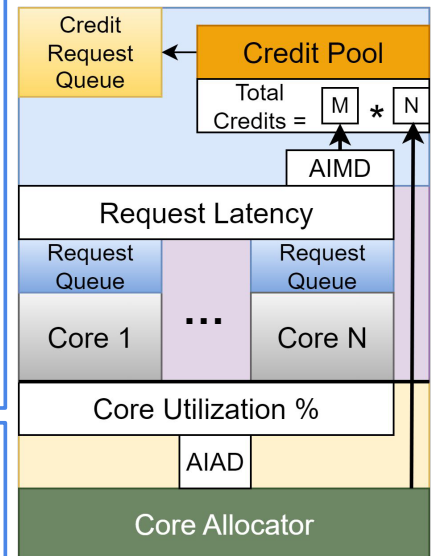 Credit
Request
Queue
Credit Pool
Total
Credits = M * N
AIMD
Request Latency
Request
Queue
Request
Queue
...
Core 1
Core N
Core Utilization %
AIAD
Core Allocator